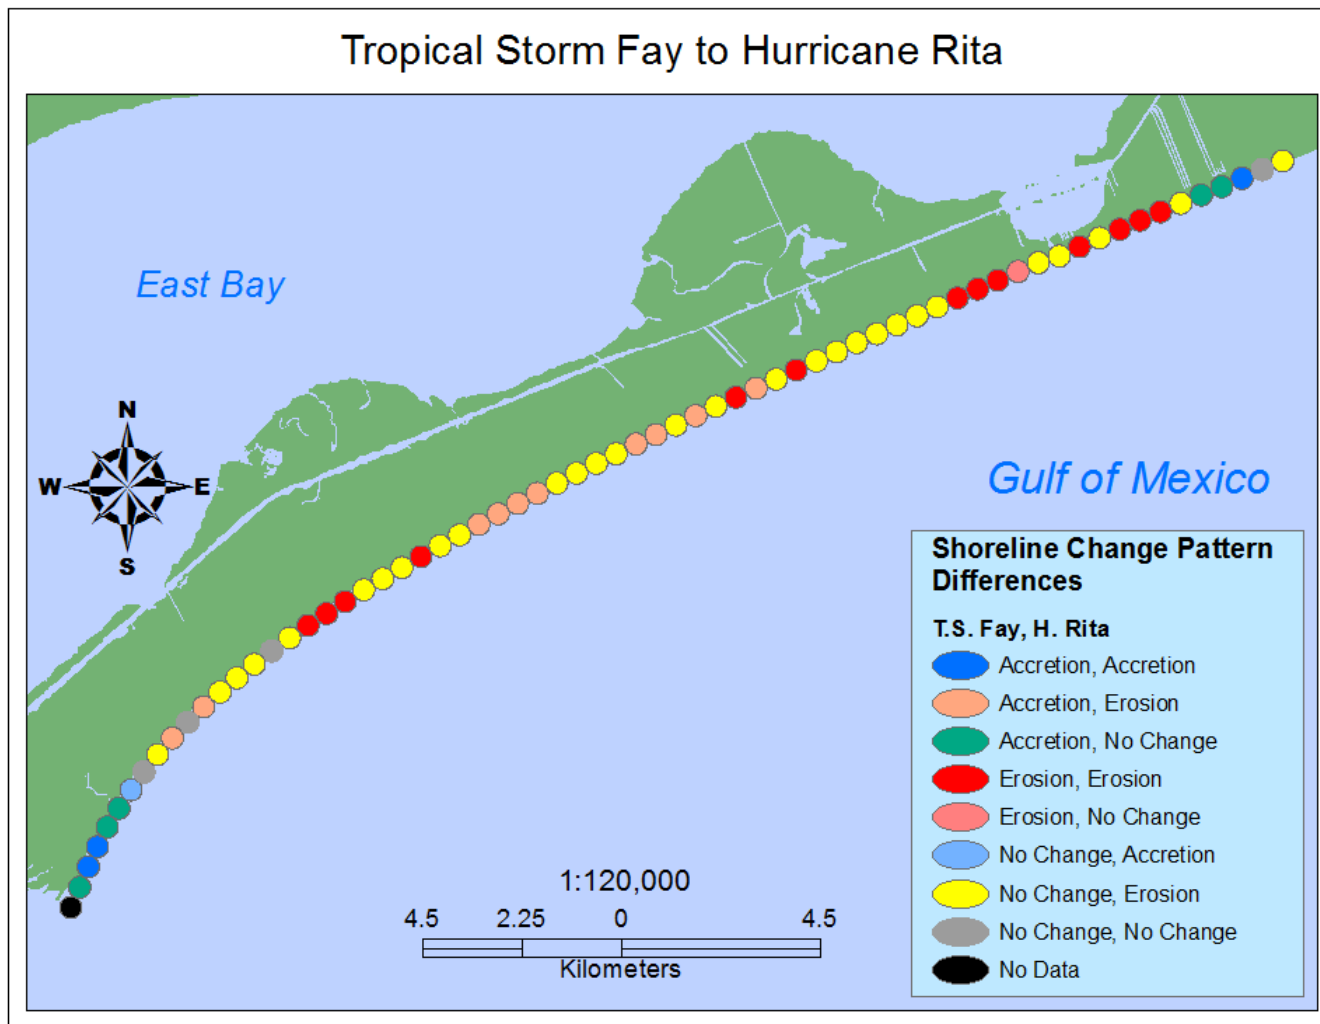 Tropical Storm Fay to Hurricane Rita
East Bay
N
W E
S
Gulf of Mexico
Shoreline Change Pattern
Differences
T.S. Fay, H. Rita
Accretion, Accretion
Accretion, Erosion
Accretion, No Change
Erosion, Erosion
Erosion, No Change
No Change, Accretion
No Change, Erosion
No Change, No Change
No Data
1:120,000
4.5 2.25 0 4.5
Kilometers